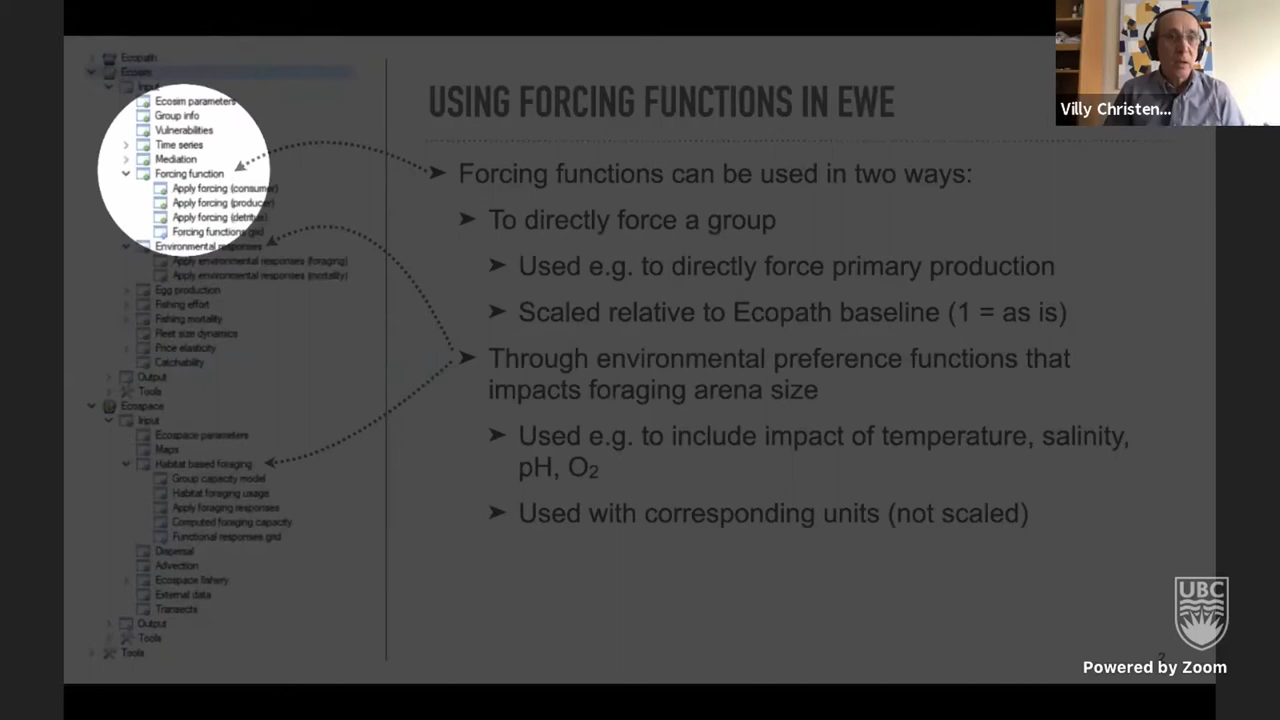 Ecopath
Ecosim
Input
Ecosim parameters
Group info
Vulnerabilities
Time series
Mediation
Forcing function
Apply forcing (consumer)
Apply forcing (producer)
Apply forcing (detritus)
Forcing functions grid
Environmental responses
Apply environmental responses (foraging)
Apply environmental responses (mortality)
Egg production
Fishing effort
Fishing mortality
Fleet size dynamics
Price elasticity
Catchability
Output
Tools
Ecospace
Input
Ecospace parameters
Maps
Habitat based foraging
Group capacity model
Habitat foraging usage
Apply foraging responses
Computed foraging capacity
Functional responses grid
Dispersal
Advection
Ecospace fishery
External data
Transects
Output
Tools
Tools
USING FORCING FUNCTIONS IN EWE
Forcing functions can be used in two ways:
To directly force a group
Used e.g. to directly force primary production
Scaled relative to Ecopath baseline (1 = as is)
Through environmental preference functions that
impacts foraging arena size
Used e.g. to include impact of temperature, salinity,
pH, O₂
Used with corresponding units (not scaled)
2
Villy Christen...
UBC
Powered by Zoom